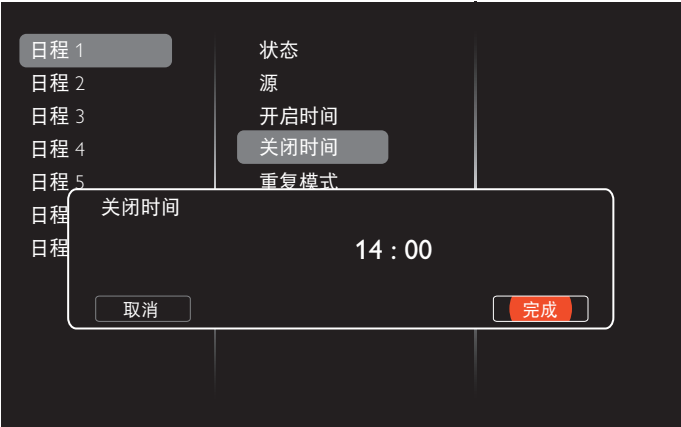 日程 1
日程 2
日程 3
日程 4
日程 5
日程
日程
状态
源
开启时间
关闭时间
重复模式
关闭时间
14 : 00
取消
完成